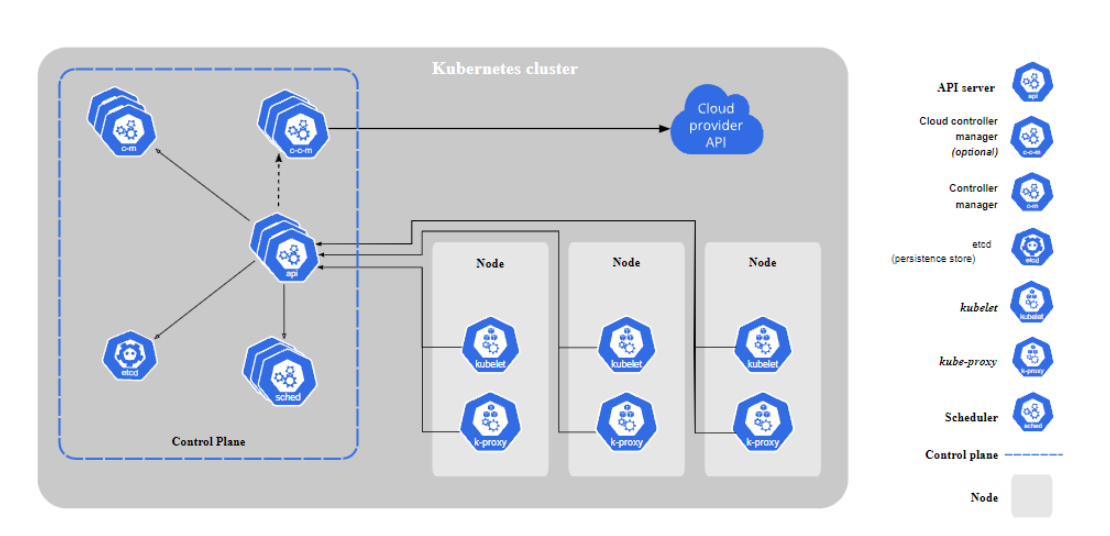 Kubernetes cluster
c-m
c-c-m
Cloud
provider
API
api
etcd
sched
Control Plane
Node
kubelet
k-proxy
Node
kubelet
k-proxy
Node
kubelet
k-proxy
API server
api
Cloud controller
manager
(optional)
c-c-m
Controller
manager
c-m
etcd
(persistence store)
etcd
kubelet
kubelet
kube-proxy
k-proxy
Scheduler
sched
Control plane
Node